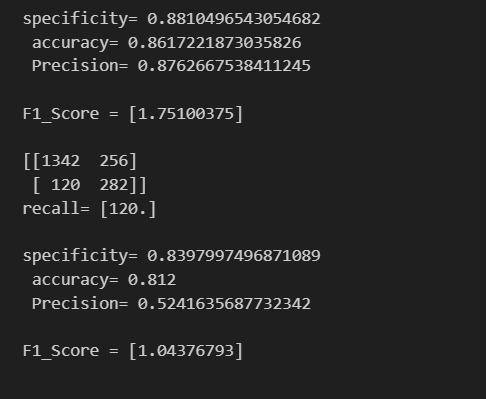 specificity= 0.8810496543054682
accuracy= 0.8617221873035826
Precision= 0.8762667538411245
F1_Score = [1.75100375]
[[1342 256]
[ 120 282]]
recall= [120.]
specificity= 0.8397997496871089
accuracy= 0.812
Precision= 0.5241635687732342
F1_Score = [1.04376793]